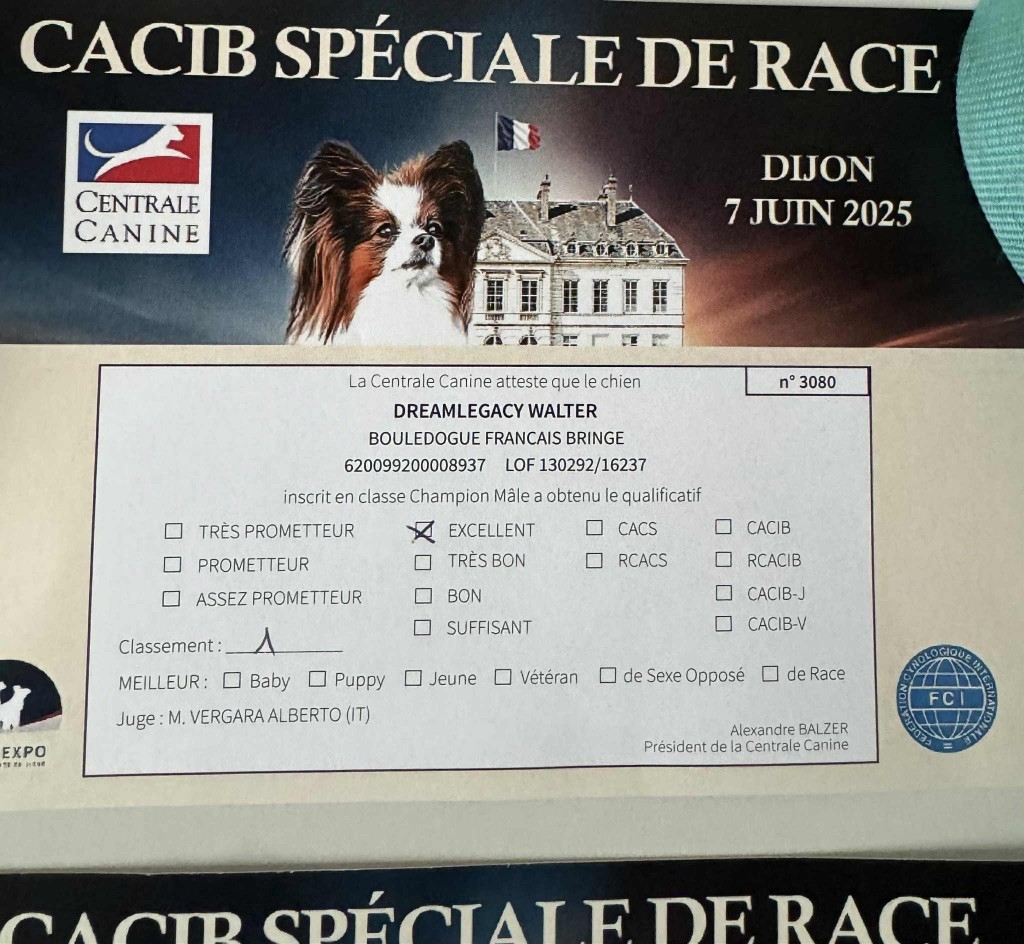 CACIB SPÉCIALE DE RACE
CENTRALE
CANINE
DIJON
7 JUIN 2025
La Centrale Canine atteste que le chien
n° 3080
DREAMLEGACY WALTER
BOULEDOGUE FRANCAIS BRINGE
620099200008937 LOF 130292/16237
inscrit en classe Champion Mâle a obtenu le qualificatif
TRÈS PROMETTEUR EXCELLENT CACS CACIB
PROMETTEUR TRÈS BON RCACS RCACIB
ASSEZ PROMETTEUR BON CACIB-J
SUFFISANT CACIB-V
Classement : 1
MEILLEUR : Baby Puppy Jeune Vétéran de Sexe Opposé de Race
Juge : M. VERGARA ALBERTO (IT)
Alexandre BALZER
Président de la Centrale Canine
EXPO
FEDERATION CYNOLOGIQUE INTERNATIONALE
FCI
CACIB SPÉCIALE DE RACE